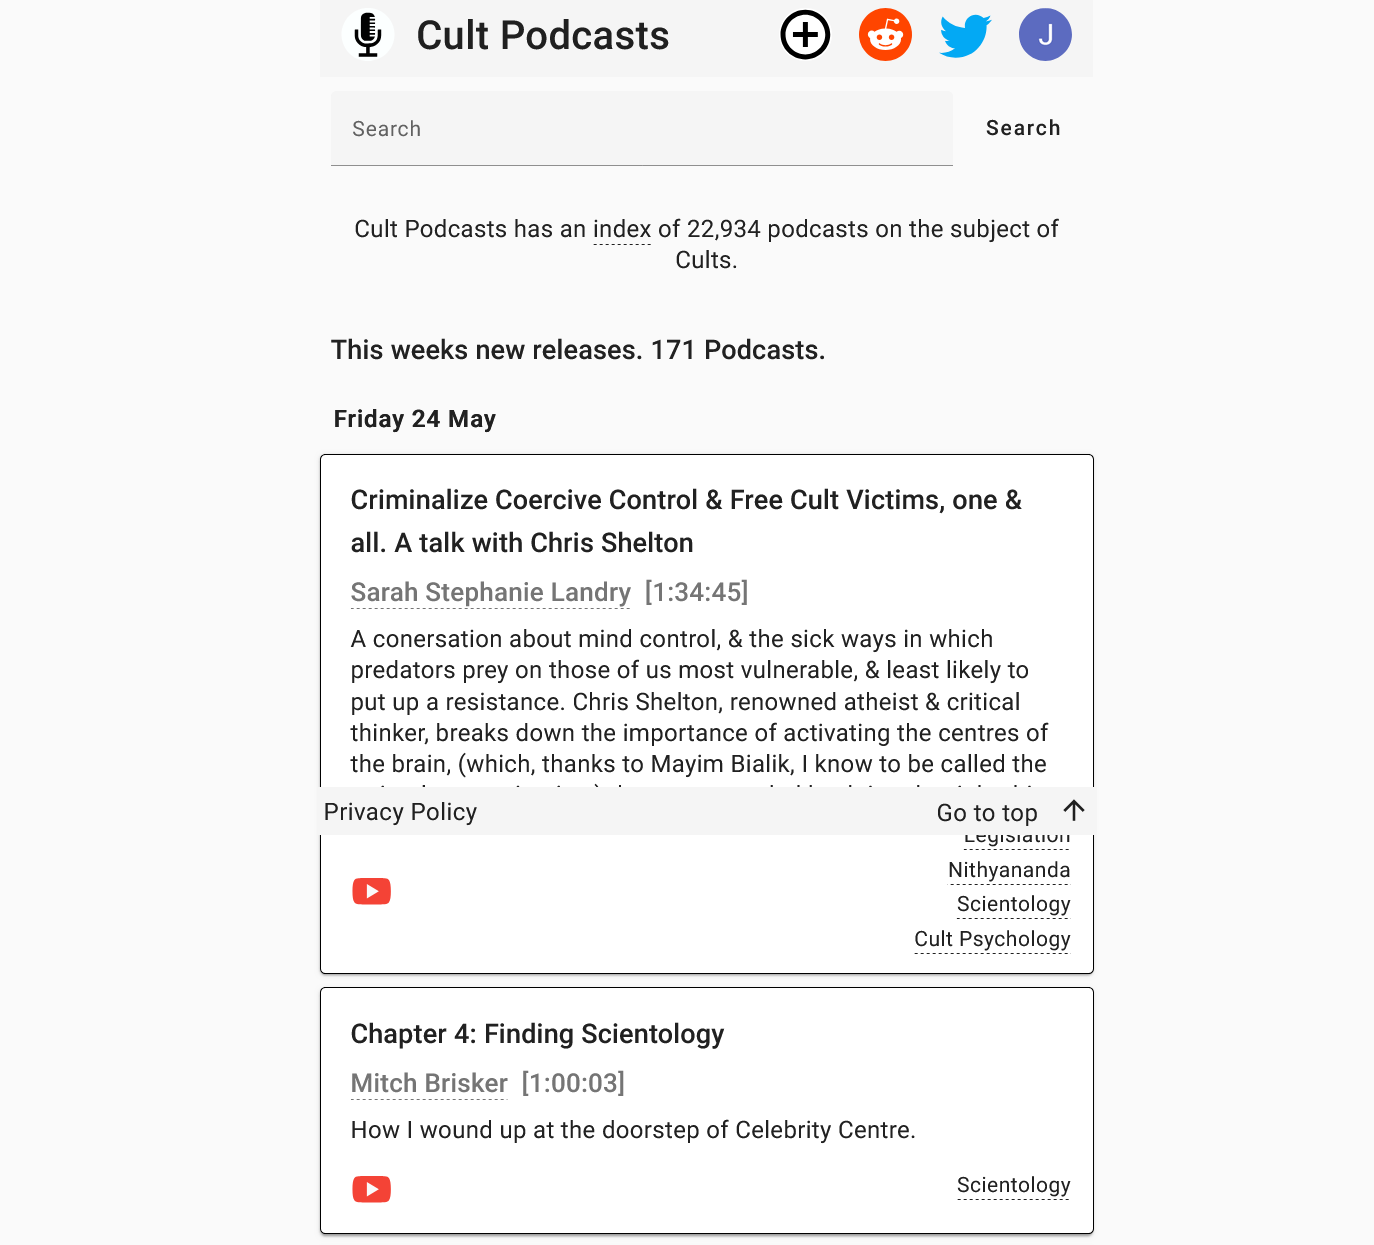 Cult Podcasts
J
Search
Search
Cult Podcasts has an index of 22,934 podcasts on the subject of
Cults.
This weeks new releases. 171 Podcasts.
Friday 24 May
Criminalize Coercive Control & Free Cult Victims, one &
all. A talk with Chris Shelton
Sarah Stephanie Landry [1:34:45]
A conersation about mind control, & the sick ways in which
predators prey on those of us most vulnerable, & least likely to
put up a resistance. Chris Shelton, renowned atheist & critical
thinker, breaks down the importance of activating the centres of
the brain, (which, thanks to Mayim Bialik, I know to be called the
Privacy Policy
Go to top
Legislation
Nithyananda
Scientology
Cult Psychology
Chapter 4: Finding Scientology
Mitch Brisker [1:00:03]
How I wound up at the doorstep of Celebrity Centre.
Scientology